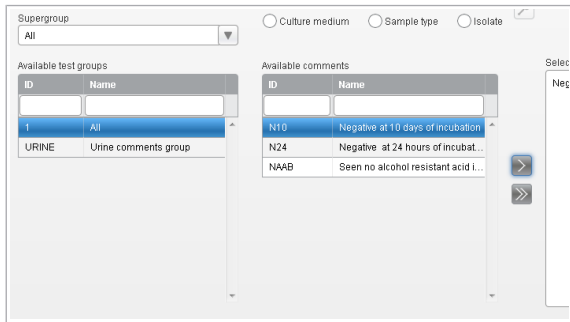 Supergroup
All
Culture medium
Sample type
Isolate
Available test groups
ID Name
1 All
URINE Urine comments group
Available comments
ID Name
N10 Negative at 10 days of incubation
N24 Negative at 24 hours of incubat...
NAAB Seen no alcohol resistant acid i...
Selec
Neg